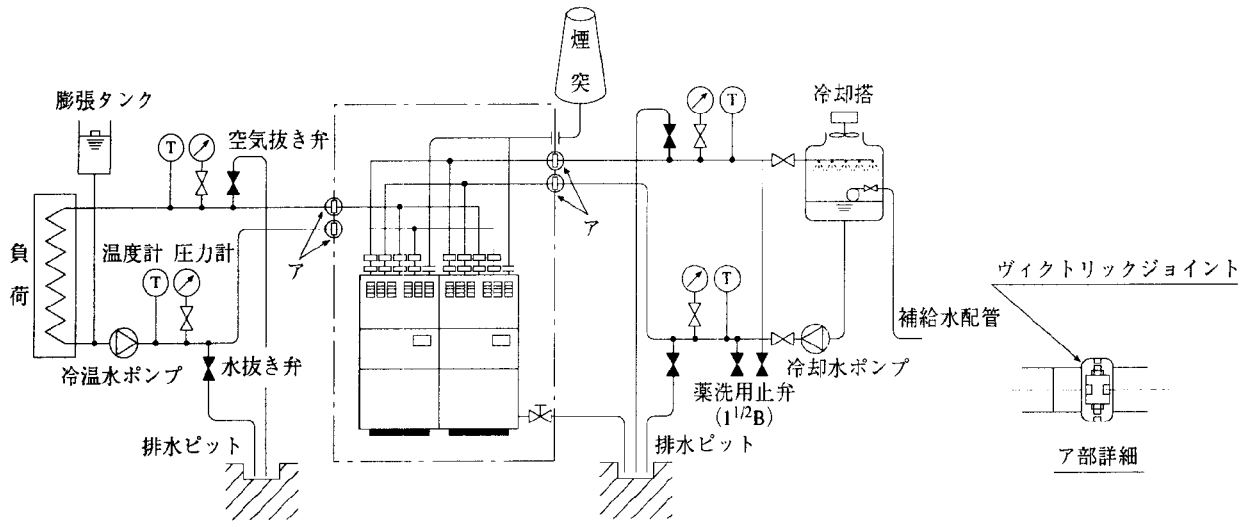 煙
突
冷却搭
膨張タンク
T
空気抜き弁
T
ア
負
荷
温度計 圧力計
ア
T
T
ヴィクトリックジョイント
補給水配管
冷温水ポンプ
水抜き弁
冷却水ポンプ
薬洗用止弁
(1 1/2B)
排水ピット
排水ピット
ア部詳細